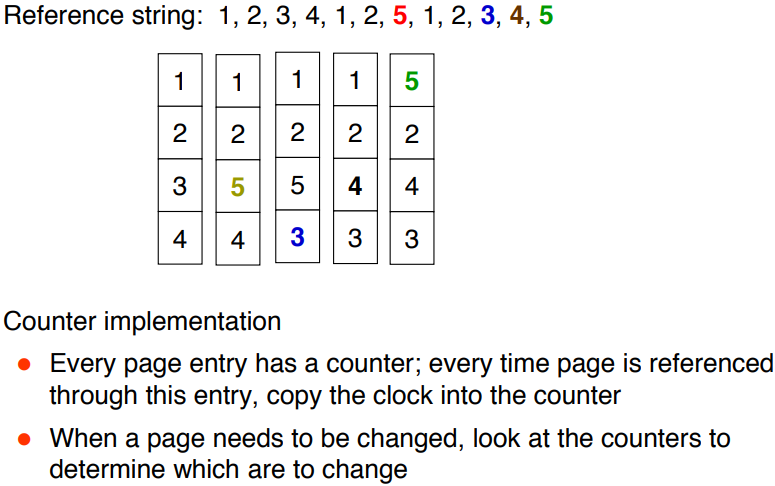 Reference string: 1, 2, 3, 4, 1, 2, 5, 1, 2, 3, 4, 5
1 1 1 1 5
2 2 2 2 2
3 5 5 4 4
4 4 3 3 3
Counter implementation
● Every page entry has a counter; every time page is referenced
through this entry, copy the clock into the counter
● When a page needs to be changed, look at the counters to
determine which are to change